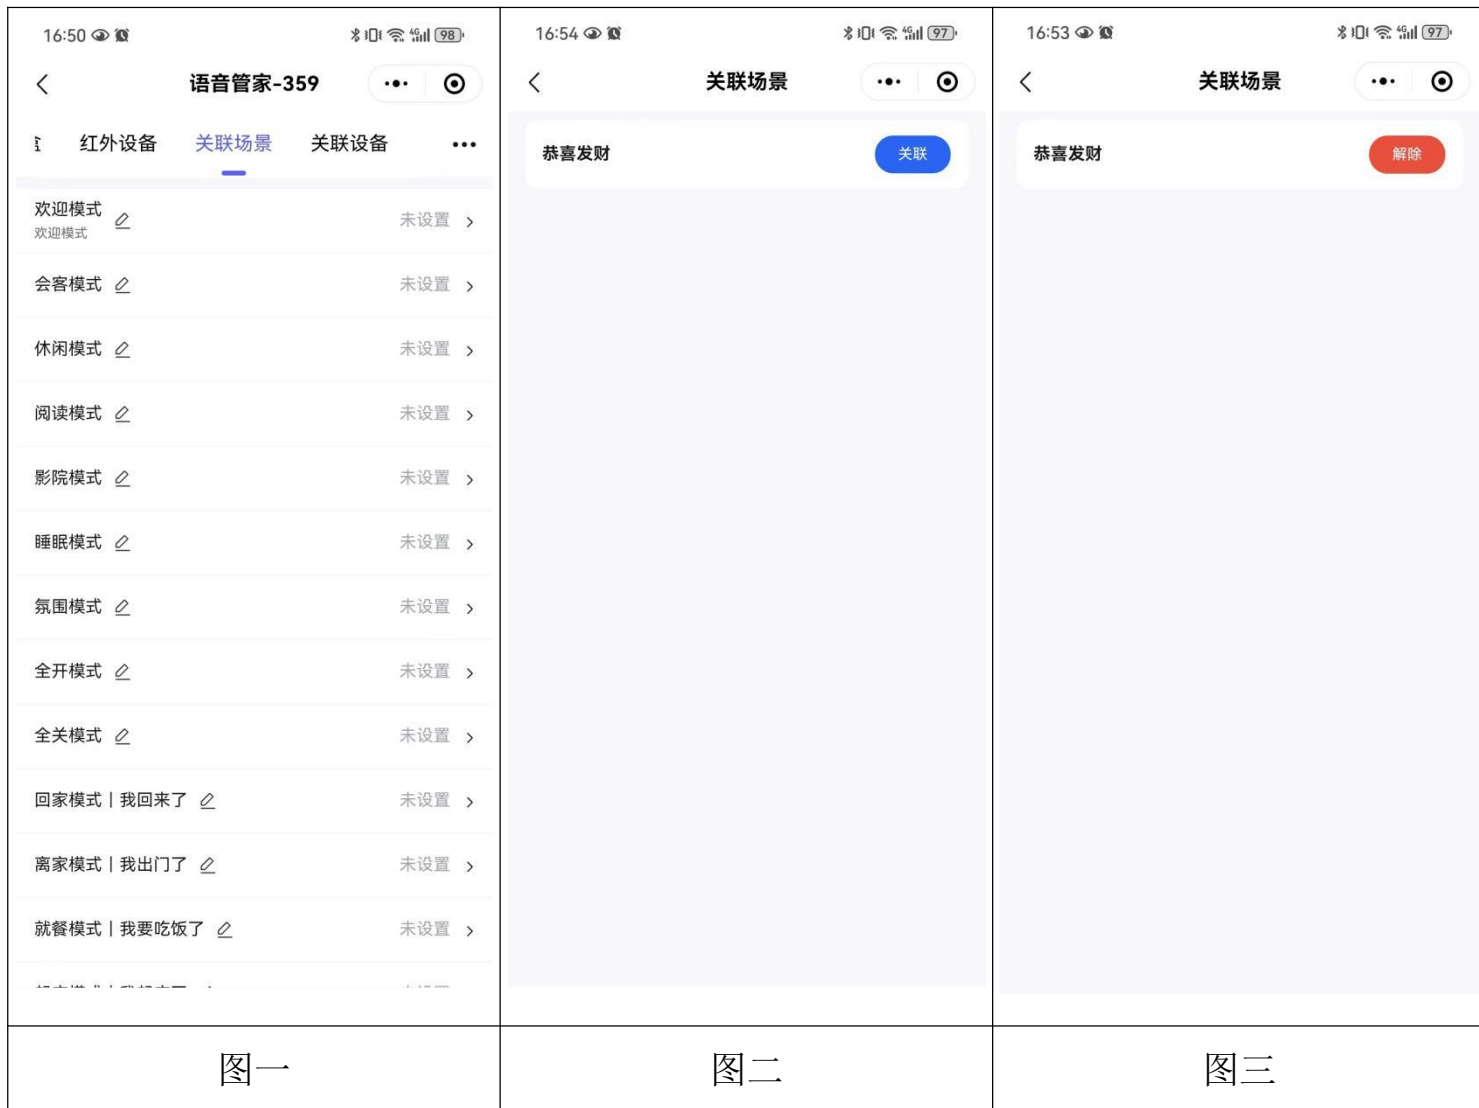 16:50
4G
98
语音管家-359
红外设备
关联场景
关联设备
欢迎模式
未设置
欢迎模式
会客模式
未设置
休闲模式
未设置
阅读模式
未设置
影院模式
未设置
睡眠模式
未设置
氛围模式
未设置
全开模式
未设置
全关模式
未设置
回家模式 | 我回来了
未设置
离家模式 | 我出门了
未设置
就餐模式 | 我要吃饭了
未设置
图一
16:54
4G
97
关联场景
恭喜发财
关联
图二
16:53
4G
97
关联场景
恭喜发财
解除
图三